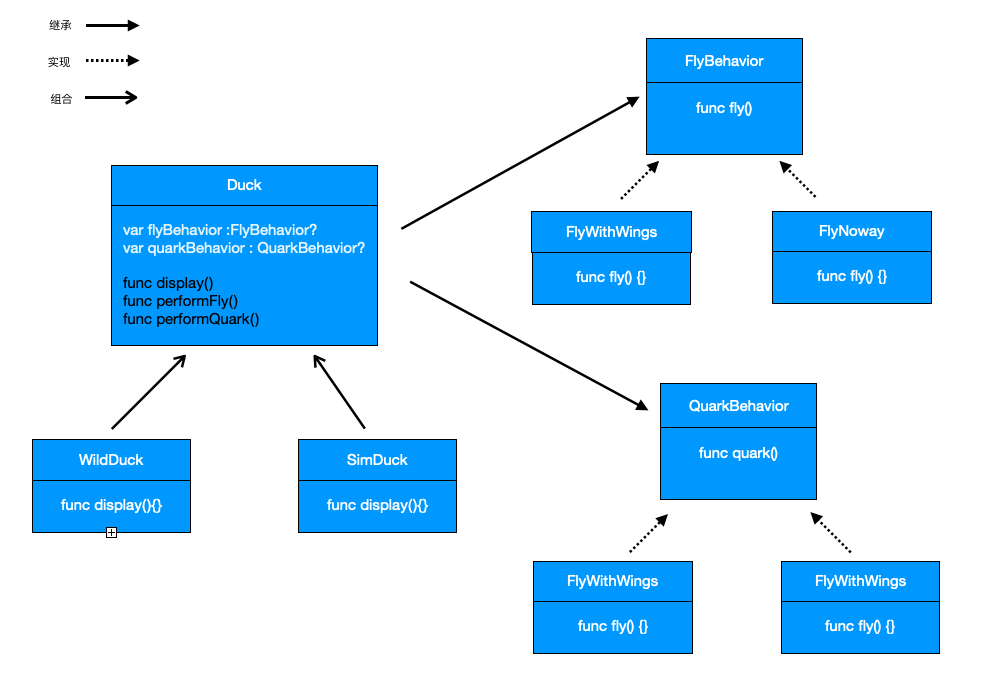 继承
实现
组合
FlyBehavior
func fly()
Duck
var flyBehavior :FlyBehavior?
var quarkBehavior : QuarkBehavior?
func display()
func performFly()
func performQuark()
FlyWithWings
func fly() {}
FlyNoway
func fly() {}
WildDuck
func display(){}
SimDuck
func display(){}
QuarkBehavior
func quark()
FlyWithWings
func fly() {}
FlyWithWings
func fly() {}